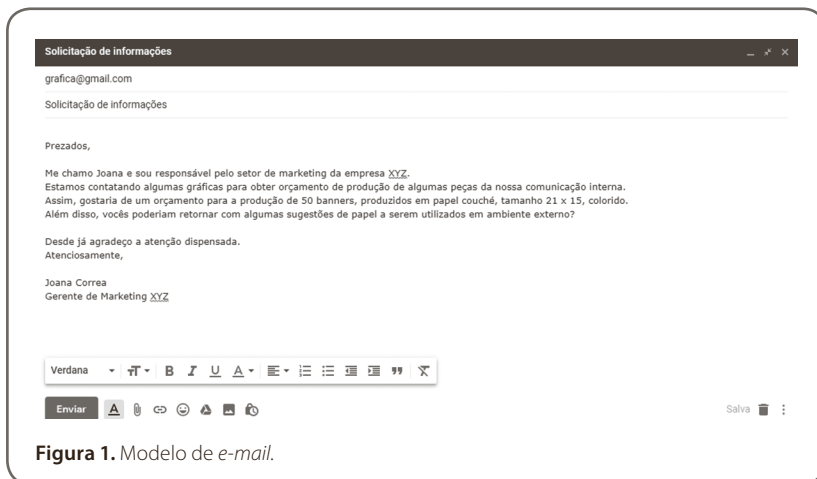 Solicitação de informações
grafica@gmail.com
Solicitação de informações
Prezados,
Me chamo Joana e sou responsável pelo setor de marketing da empresa XYZ.
Estamos contatando algumas gráficas para obter orçamento de produção de algumas peças da nossa comunicação interna.
Assim, gostaria de um orçamento para a produção de 50 banners, produzidos em papel couché, tamanho 21 x 15, colorido.
Além disso, vocês poderiam retornar com algumas sugestões de papel a serem utilizados em ambiente externo?
Desde já agradeço a atenção dispensada.
Atenciosamente,
Joana Correa
Gerente de Marketing XYZ
Verdana B I U A
Enviar A Salva
Figura 1. Modelo de e-mail.